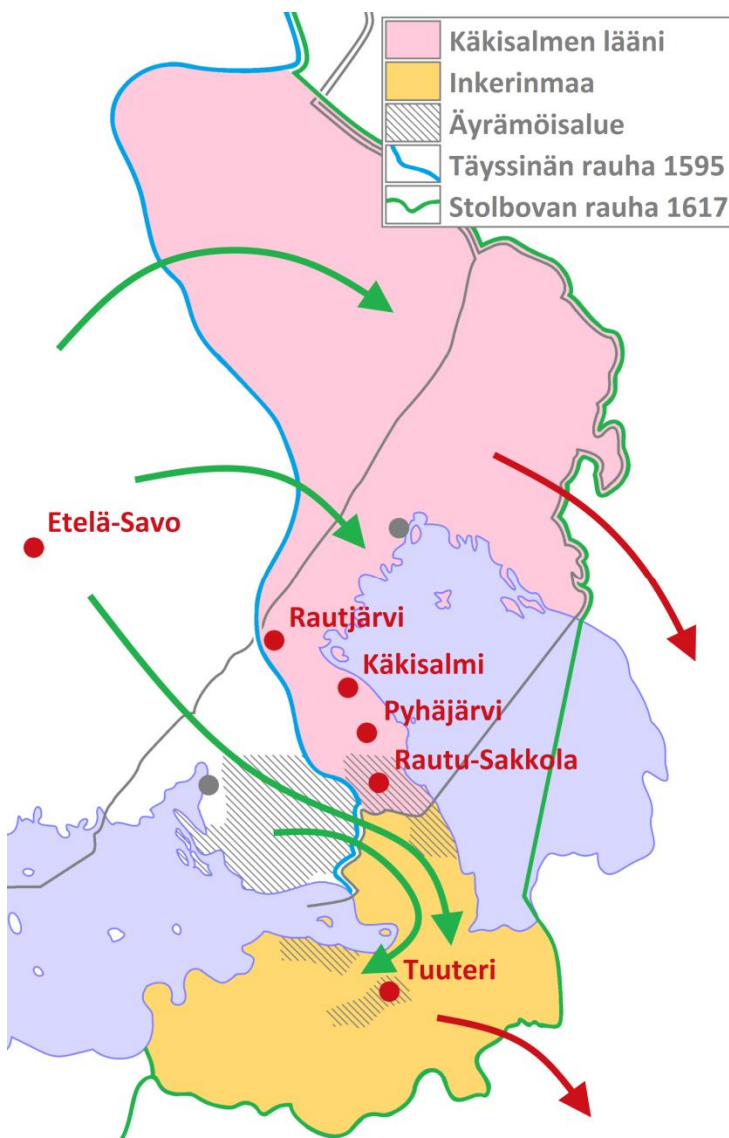 Käkisalmen lääni
Inkerinmaa
Äyrämöisalue
Täyssinän rauha 1595
Stolbovan rauha 1617
Etelä-Savo
Rautjärvi
Käkisalmi
Pyhäjärvi
Rautu-Sakkola
Tuuteri